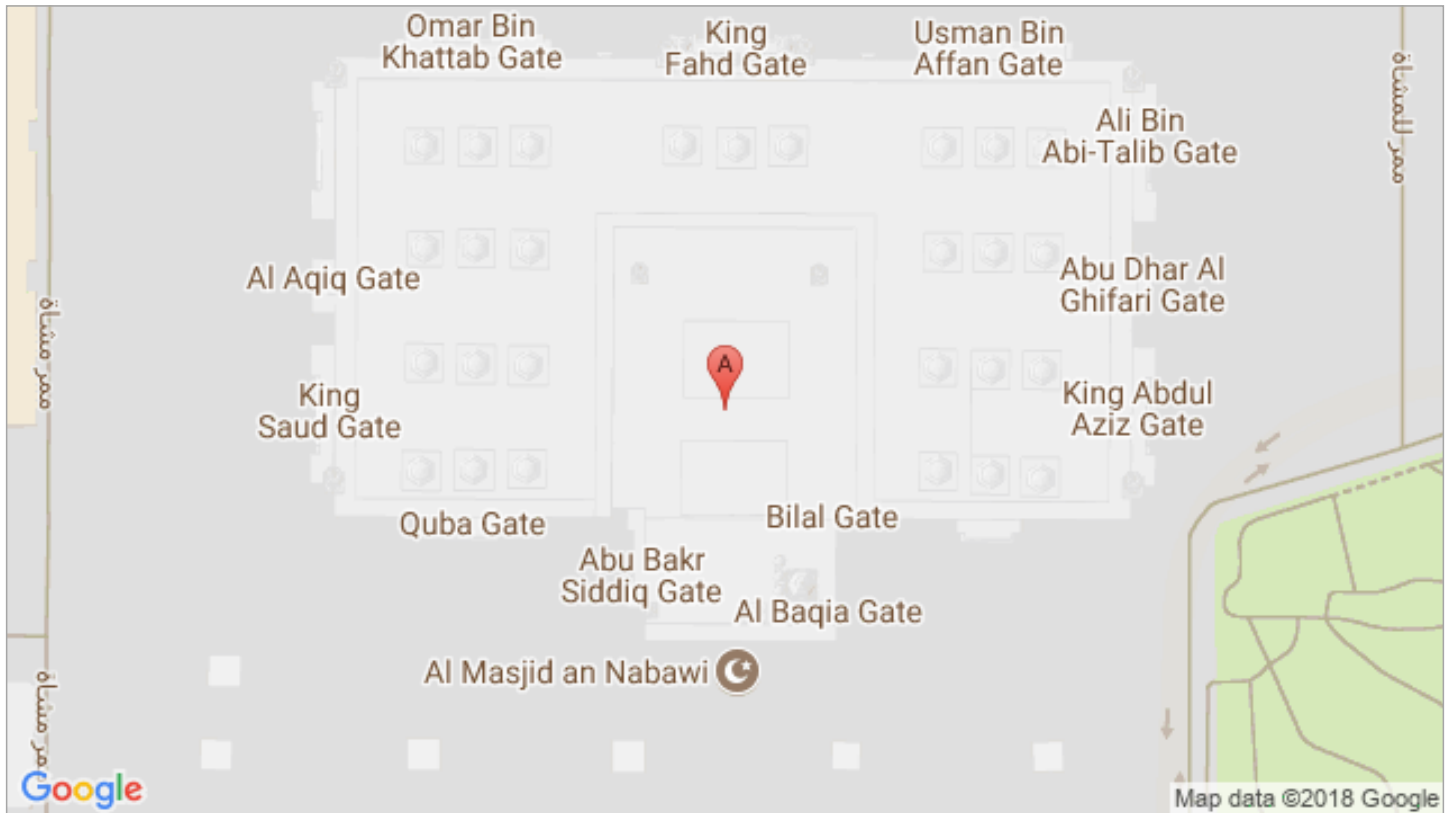 Omar Bin
Khattab Gate
King
Fahd Gate
Usman Bin
Affan Gate
ممر للمشاة
Ali Bin
Abi-Talib Gate
Al Aqiq Gate
Abu Dhar Al
Ghifari Gate
ممر مشاة
A
King
Saud Gate
King Abdul
Aziz Gate
Quba Gate
Bilal Gate
Abu Bakr
Siddiq Gate
Al Baqia Gate
Al Masjid an Nabawi
ممر مشاة
Google
Map data ©2018 Google